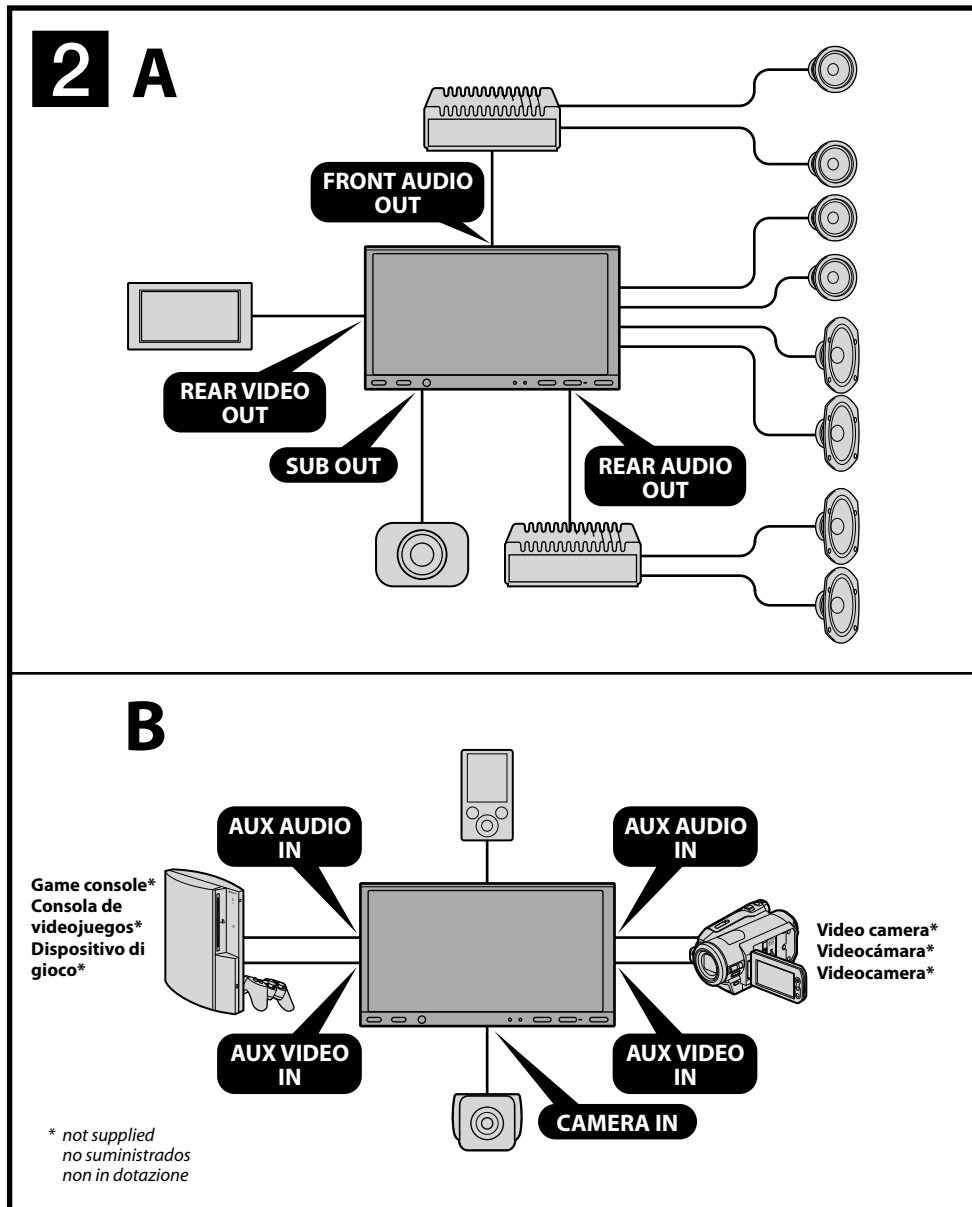 2 A
FRONT AUDIO
OUT
REAR VIDEO
OUT
SUB OUT
REAR AUDIO
OUT
B
AUX AUDIO
IN
AUX AUDIO
IN
Game console*
Consola de
videojuegos*
Dispositivo di
gioco*
Video camera*
Videocámara*
Videocamera*
AUX VIDEO
IN
AUX VIDEO
IN
CAMERA IN
* not supplied
no suministrados
non in dotazione